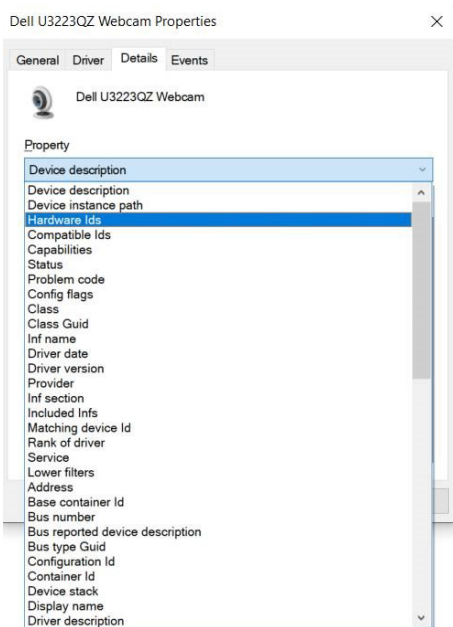 Dell U3223QZ Webcam Properties
General Driver Details Events
Dell U3223QZ Webcam
Property
Device description
Device description
Device instance path
Hardware Ids
Compatible Ids
Capabilities
Status
Problem code
Config flags
Class
Class Guid
Inf name
Driver date
Driver version
Provider
Inf section
Included Infs
Matching device Id
Rank of driver
Service
Lower filters
Address
Base container Id
Bus number
Bus reported device description
Bus type Guid
Configuration Id
Container Id
Device stack
Display name
Driver description